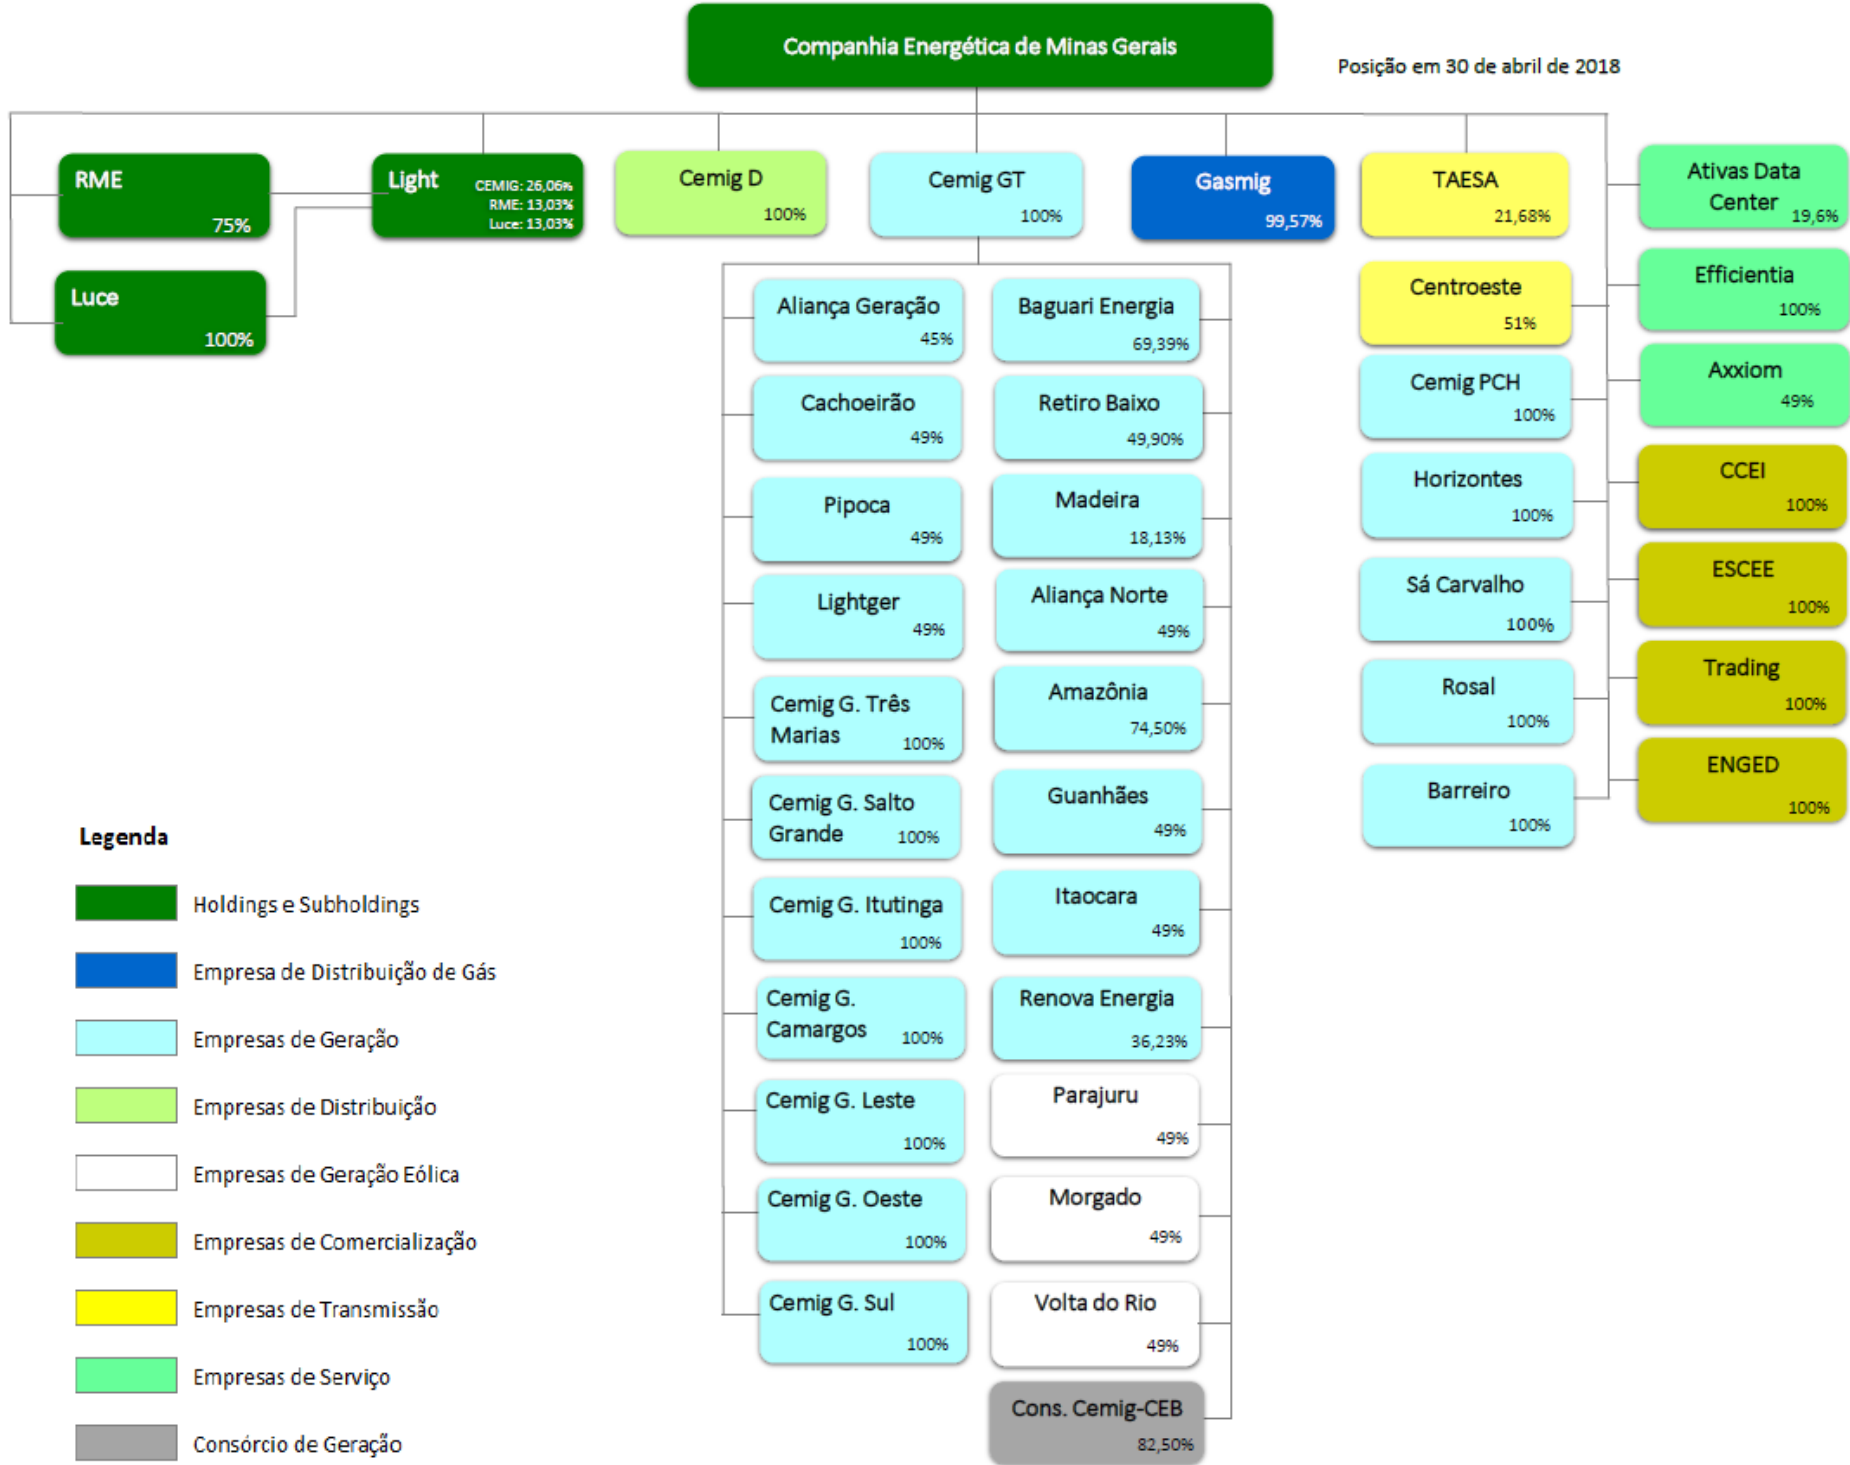 Companhia Energética de Minas Gerais
Posição em 30 de abril de 2018
RME
75%
Light
CEMIG: 26,06%
RME: 13,03%
Luce: 13,03%
Cemig D
100%
Cemig GT
100%
Gasmig
99,57%
TAESA
21,68%
Ativas Data
Center
19,6%
Luce
100%
Aliança Geração
45%
Cachoeirão
49%
Pipoca
49%
Lightger
49%
Cemig G. Três
Marias
100%
Cemig G. Salto
Grande
100%
Cemig G. Itutinga
100%
Cemig G.
Camargos
100%
Cemig G. Leste
100%
Cemig G. Oeste
100%
Cemig G. Sul
100%
Baguari Energia
69,39%
Retiro Baixo
49,90%
Madeira
18,13%
Aliança Norte
49%
Amazônia
74,50%
Guanhães
49%
Itaocara
49%
Renova Energia
36,23%
Parajuru
49%
Morgado
49%
Volta do Rio
49%
Cons. Cemig-CEB
82,50%
Centroeste
51%
Cemig PCH
100%
Horizontes
100%
Sá Carvalho
100%
Rosal
100%
Barreiro
100%
Efficientia
100%
Axxiom
49%
CCEI
100%
ESCEE
100%
Trading
100%
ENGED
100%
Legenda
Holdings e Subholdings
Empresa de Distribuição de Gás
Empresas de Geração
Empresas de Distribuição
Empresas de Geração Eólica
Empresas de Comercialização
Empresas de Transmissão
Empresas de Serviço
Consórcio de Geração